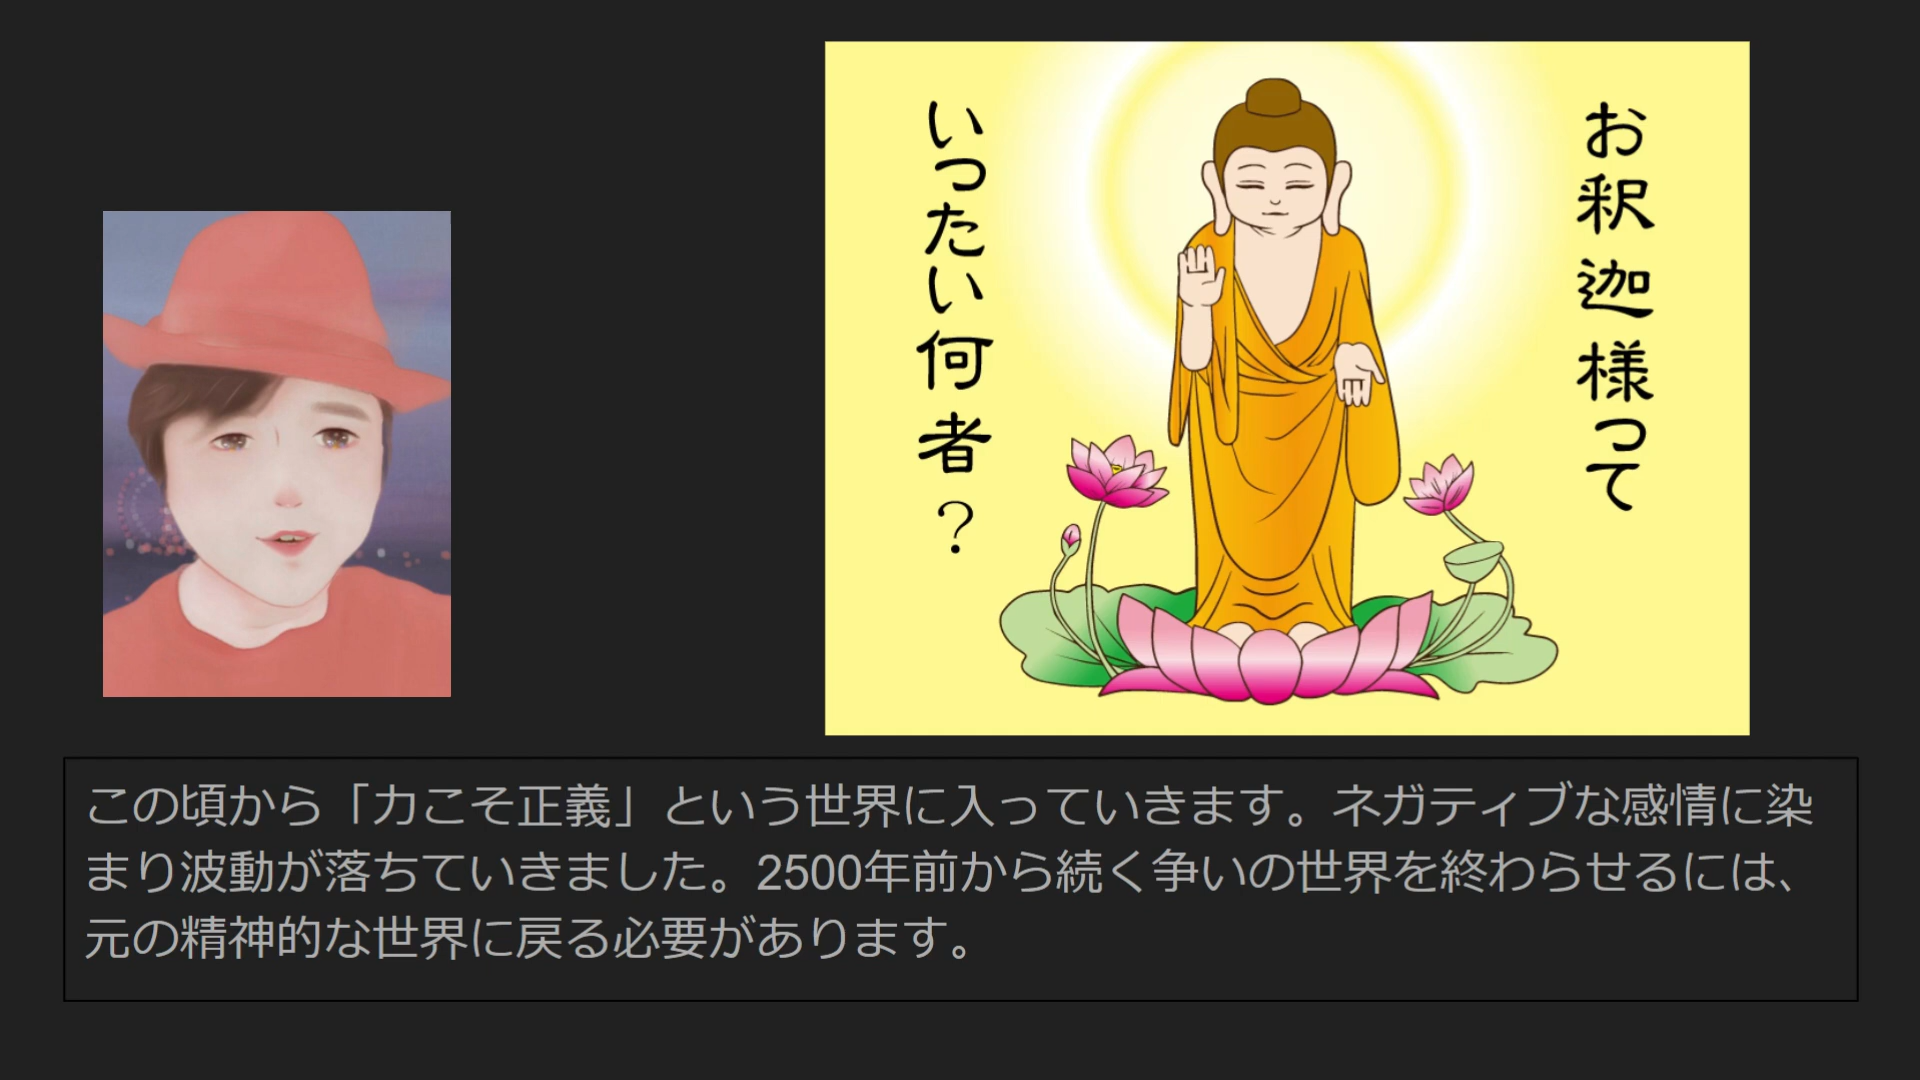 お釈迦様って
いったい何者？
この頃から「力こそ正義」という世界に入っていきます。ネガティブな感情に染
まり波動が落ちていきました。2500年前から続く争いの世界を終わらせるには、
元の精神的な世界に戻る必要があります。